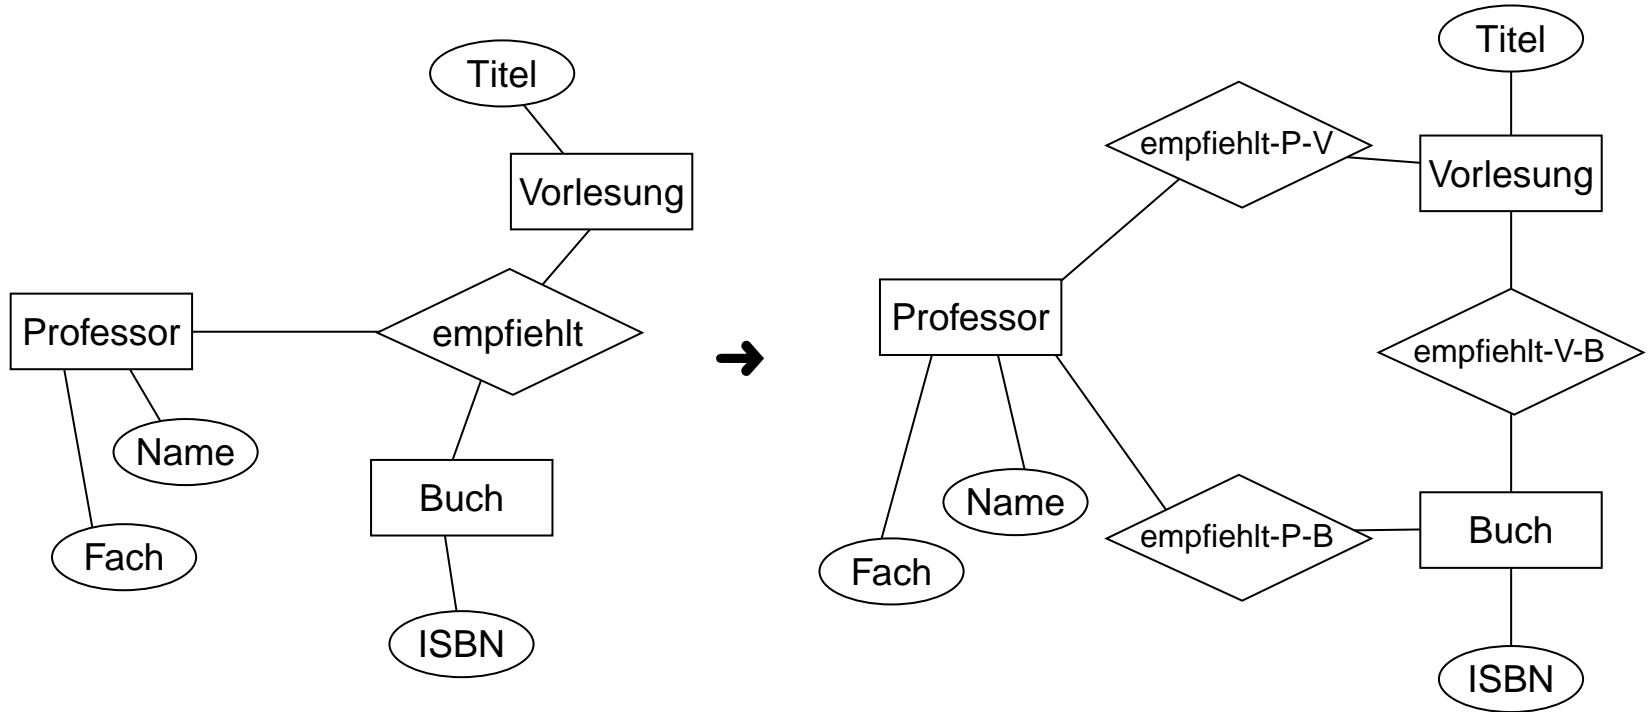 Titel
Vorlesung
Professor
empfiehlt
Name
Buch
Fach
ISBN
Titel
empfiehlt-P-V
Vorlesung
Professor
empfiehlt-V-B
Name
empfiehlt-P-B
Buch
Fach
ISBN